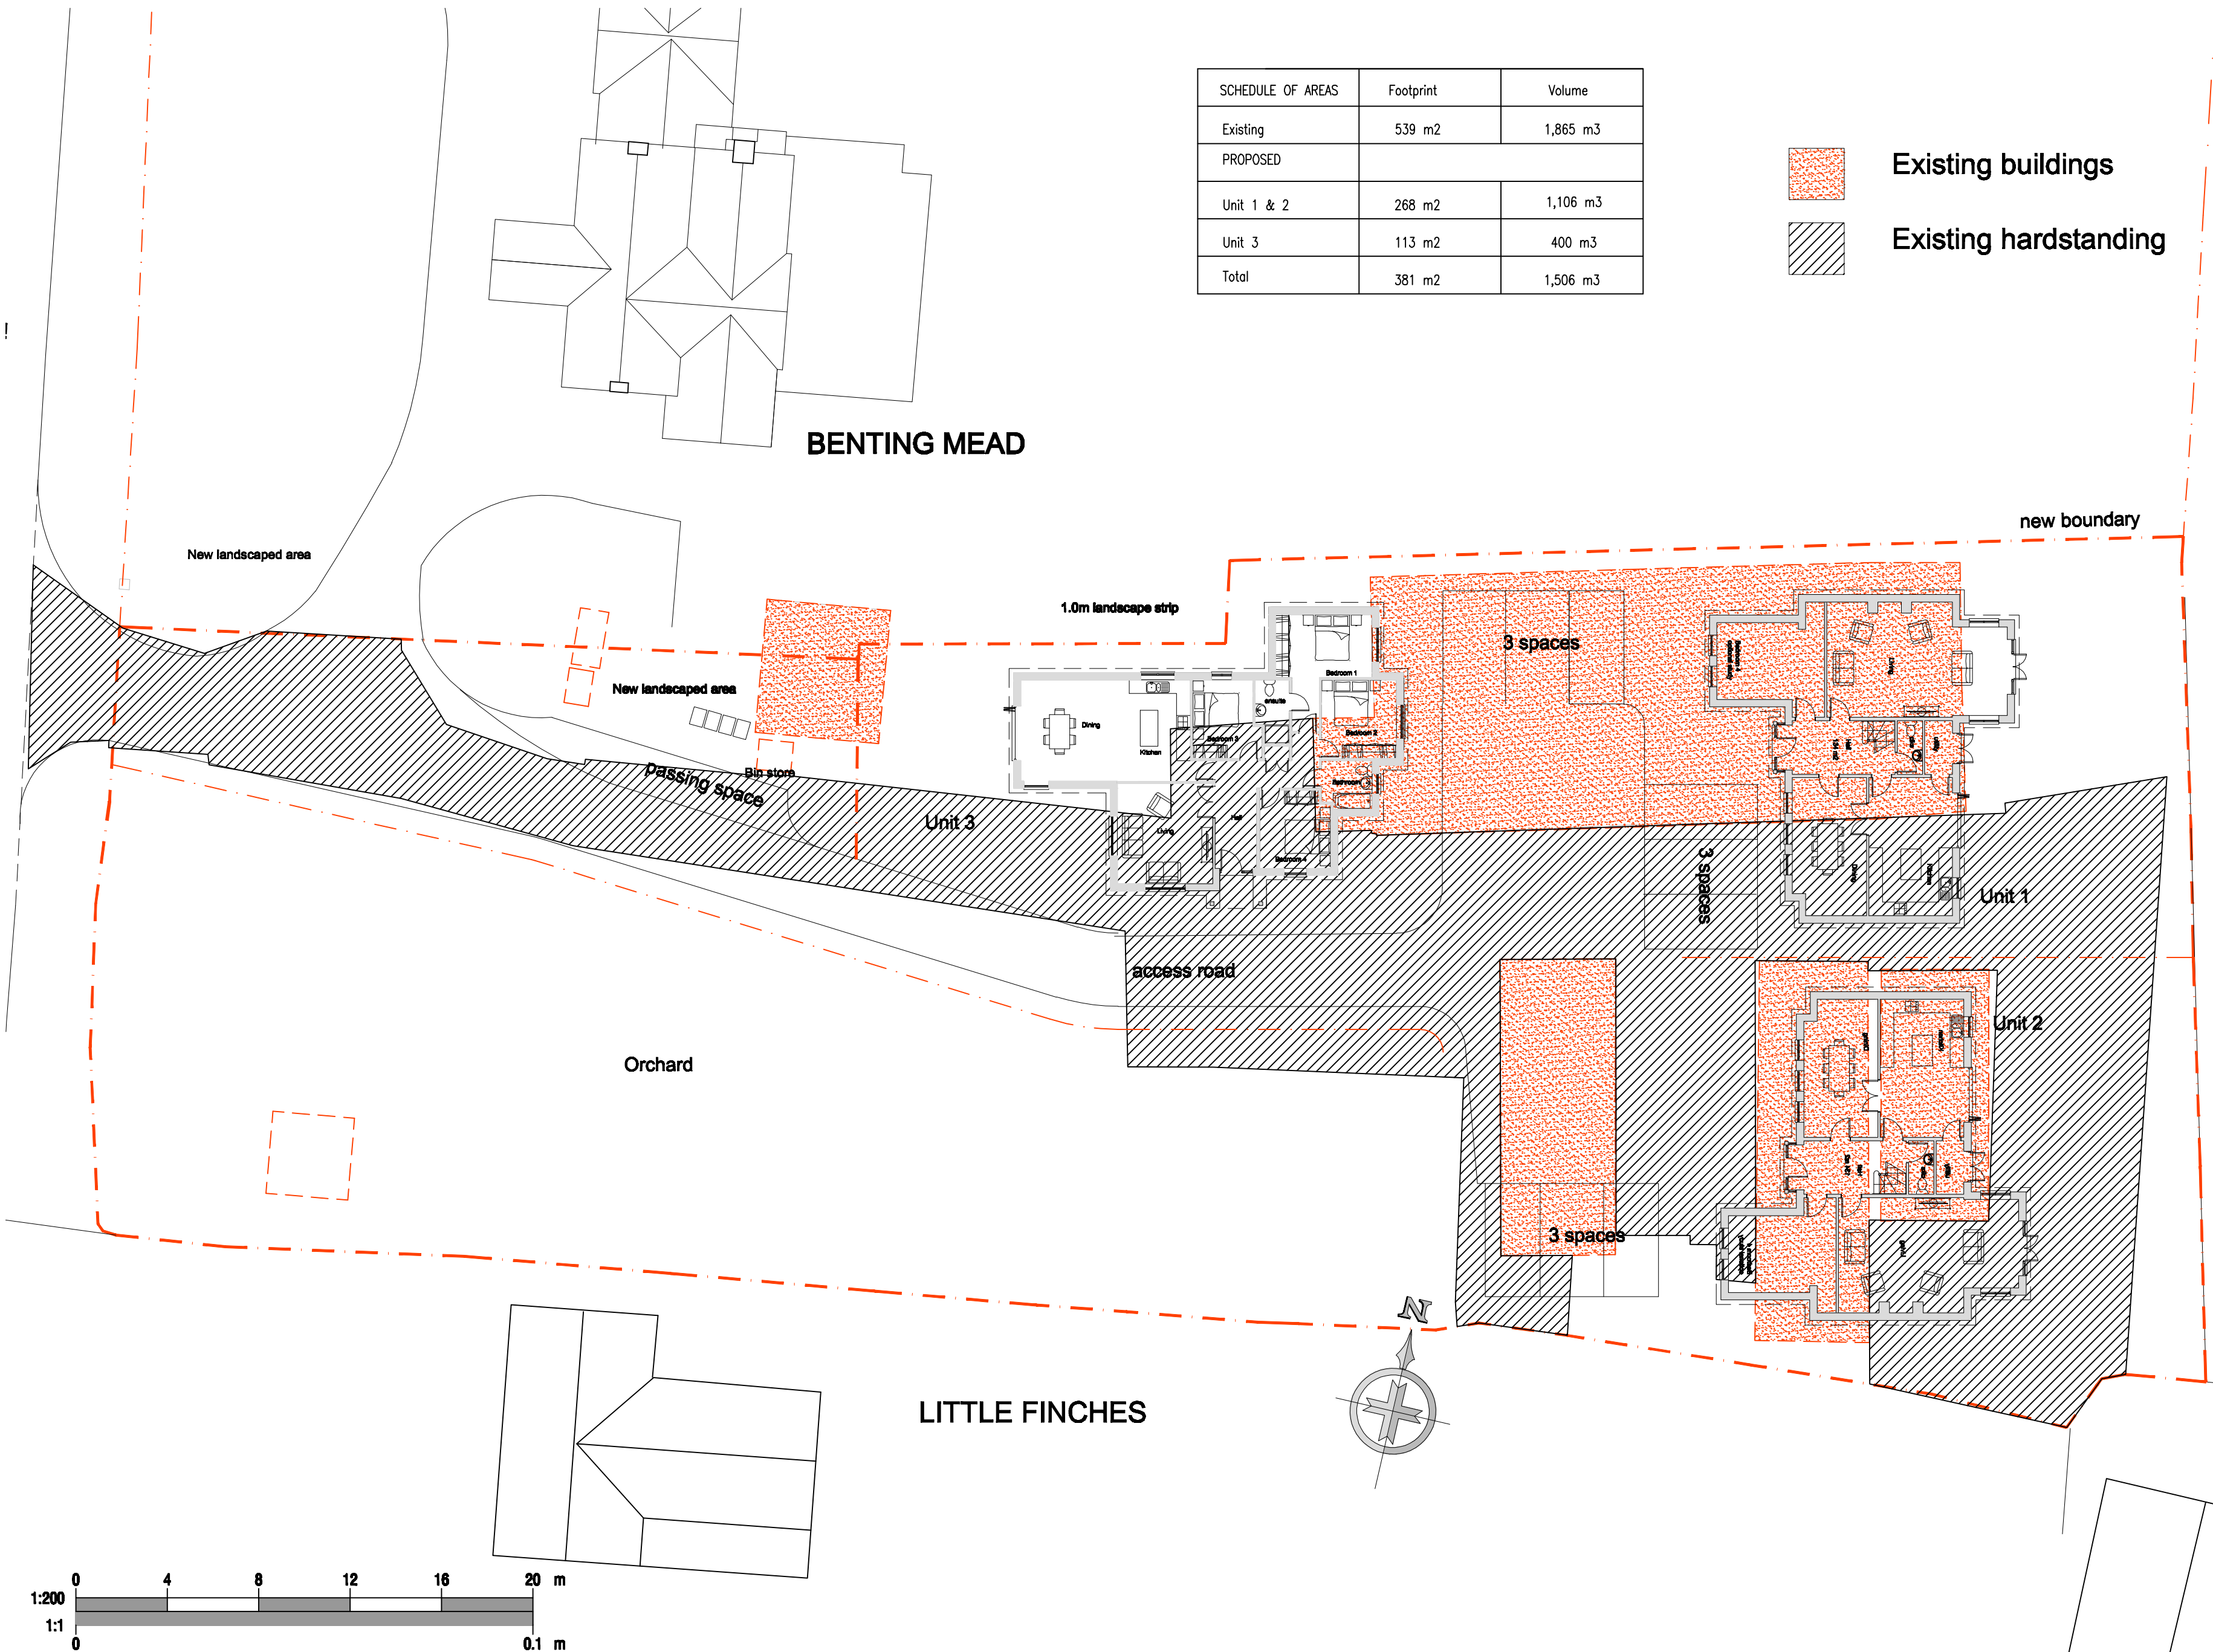 SCHEDULE OF AREAS Footprint Volume
Existing 539 m2 1,865 m3
PROPOSED
Unit 1 & 2 268 m2 1,106 m3
Unit 3 113 m2 400 m3
Total 381 m2 1,506 m3
Existing buildings
Existing hardstanding
!
BENTING MEAD
new boundary
New landscaped area
1.0m landscape strip
3 spaces
New landscaped area
Bedroom 1
ensuite
Dining
Kitchen
Bedroom 3
Bedroom 2
Bathroom
Bin store
passing space
Unit 3
Living
Hall
Bedroom 4
Living
Hall
Utility
Dining
Kitchen
3 spaces
Unit 1
access road
Unit 2
Orchard
3 spaces
N
LITTLE FINCHES
0 4 8 12 16 20 m
1:200
1:1
0 0.1 m